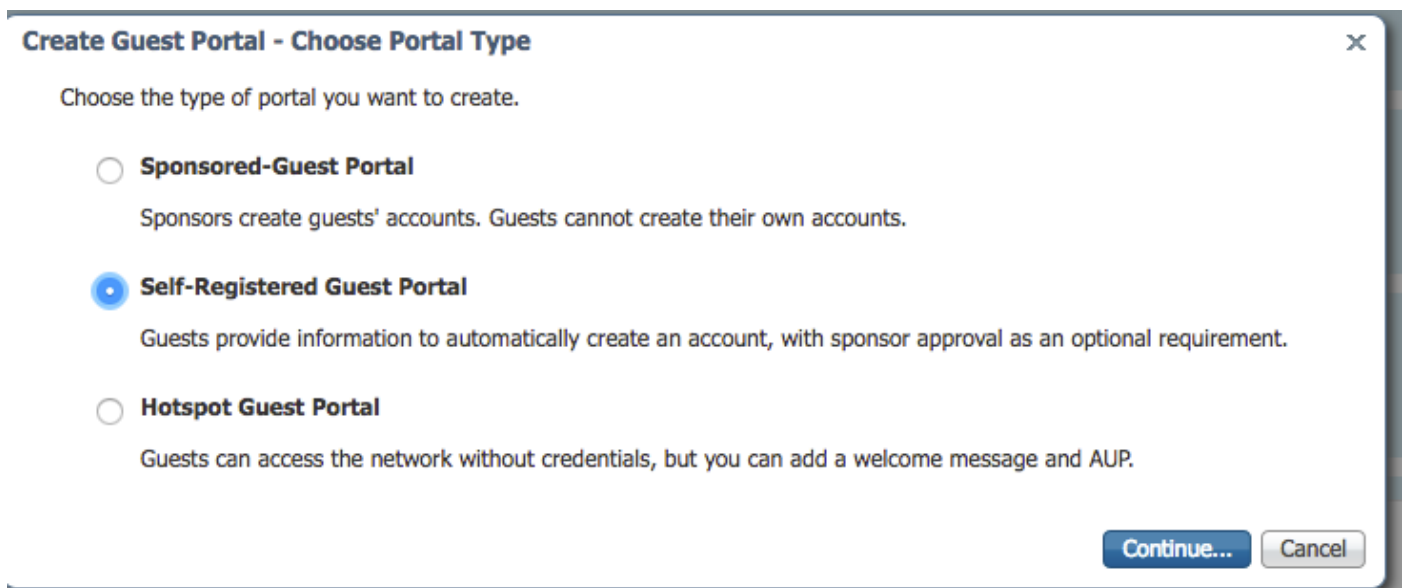 Create Guest Portal - Choose Portal Type
Choose the type of portal you want to create.
Sponsored-Guest Portal
Sponsors create guests' accounts. Guests cannot create their own accounts.
Self-Registered Guest Portal
Guests provide information to automatically create an account, with sponsor approval as an optional requirement.
Hotspot Guest Portal
Guests can access the network without credentials, but you can add a welcome message and AUP.
Continue... Cancel